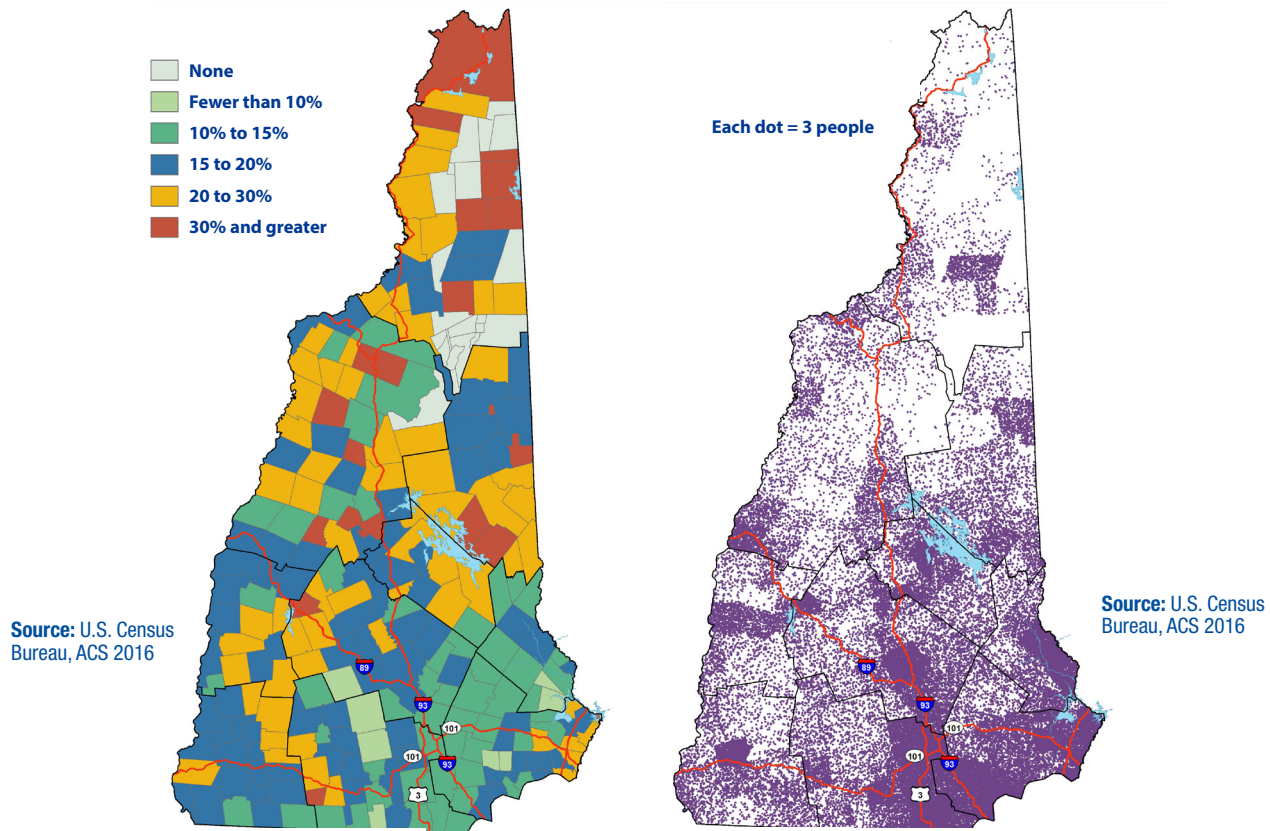 None
Fewer than 10%
10% to 15%
15 to 20%
20 to 30%
30% and greater
Source: U.S. Census
Bureau, ACS 2016
89
93
101
101
93
3
Each dot = 3 people
Source: U.S. Census
Bureau, ACS 2016
89
93
101
101
93
3